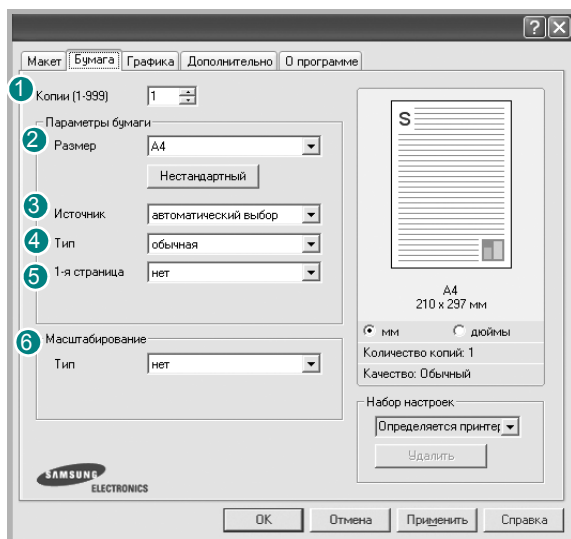 Макет Бумага Графика Дополнительно О программе
1 Копии (1-999) 1
Параметры бумаги
2 Размер A4
Нестандартный
3 Источник автоматический выбор
4 Тип обычная
5 1-я страница нет
6 Масштабирование
Тип нет
S
A4
210 x 297 мм
мм дюймы
Количество копий: 1
Качество: Обычный
Набор настроек
Определяется принтер
Удалить
SAMSUNG
ELECTRONICS
OK Отмена Применить Справка